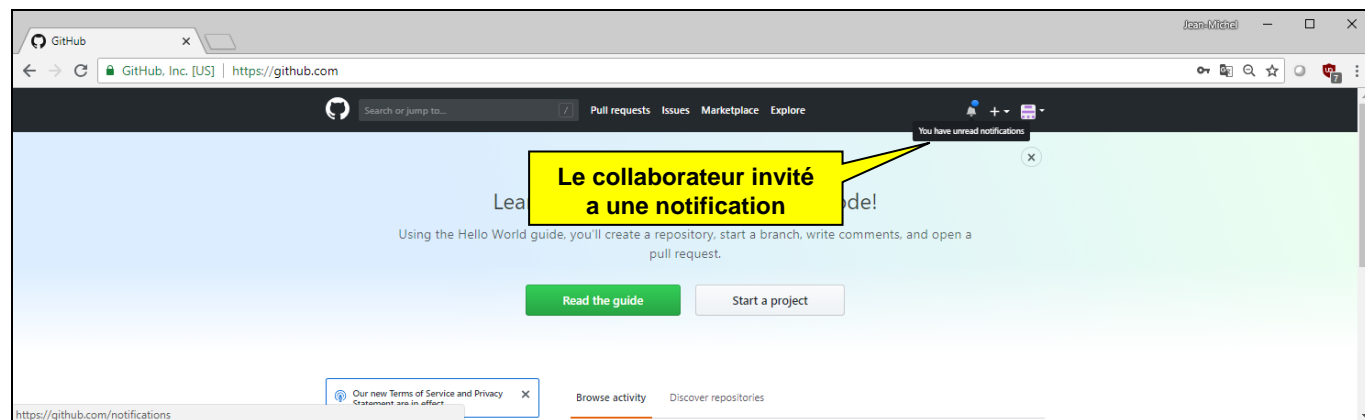 Jean-Michel
GitHub
GitHub, Inc. [US] | https://github.com
7
Search or jump to... / Pull requests Issues Marketplace Explore
You have unread notifications
Le collaborateur invité
a une notification
Lea ode!
Using the Hello World guide, you'll create a repository, start a branch, write comments, and open a
pull request.
Read the guide Start a project
Our new Terms of Service and Privacy
Statement are in effect
Browse activity Discover repositories
https://github.com/notifications